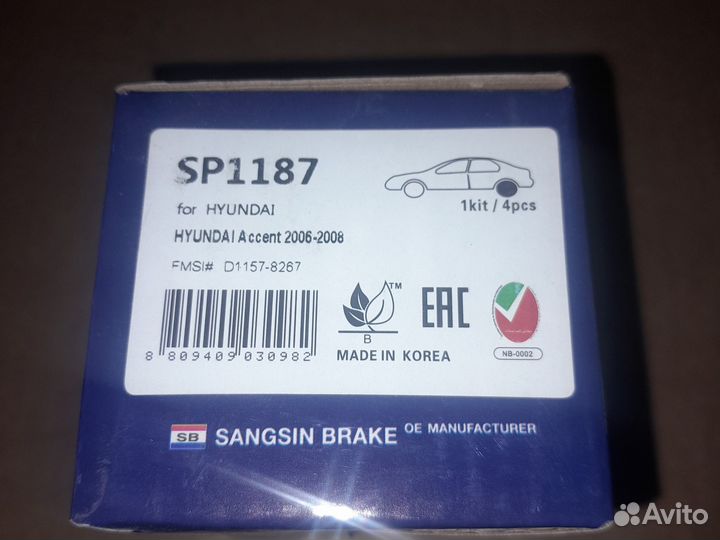 SP1187
for HYUNDAI
HYUNDAI Accent 2006-2008
FMSI# D1157-8267
1kit / 4pcs
TM
B
EAC
NB-0002
8 809409 030982
MADE IN KOREA
SB SANGSIN BRAKE OE MANUFACTURER
Avito